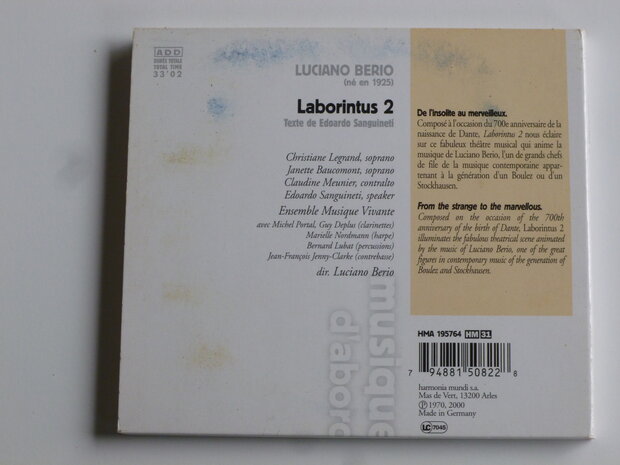 ADD
DURÉE TOTALE
TOTAL TIME
33'02
LUCIANO BERIO
(né en 1925)
Laborintus 2
Texte de Edoardo Sanguineti
Christiane Legrand, soprano
Janette Baucomont, soprano
Claudine Meunier, contralto
Edoardo Sanguineti, speaker
Ensemble Musique Vivante
avec Michel Portal, Guy Deplus (clarinettes)
Marielle Nordmann (harpe)
Bernard Lubat (percussions)
Jean-François Jenny-Clarke (contrebasse)
dir. Luciano Berio
musique
d'abord
De l'insolite au merveilleux.
Composé à l'occasion du 700e anniversaire de la
naissance de Dante, Laborintus 2 nous éclaire
sur ce fabuleux théâtre musical qui anime la
musique de Luciano Berio, l'un des grands chefs
de file de la musique contemporaine appar-
tenant à la génération d'un Boulez ou d'un
Stockhausen.
From the strange to the marvellous.
Composed on the occasion of the 700th
anniversary of the birth of Dante, Laborintus 2
illuminates the fabulous theatrical scene animated
by the music of Luciano Berio, one of the great
figures in contemporary music of the generation of
Boulez and Stockhausen.
HMA 195764 HM 31
7 94881 50822 8
harmonia mundi s.a.
Mas de Vert, 13200 Arles
Ⓟ 1970, 2000
Made in Germany
LC 7045